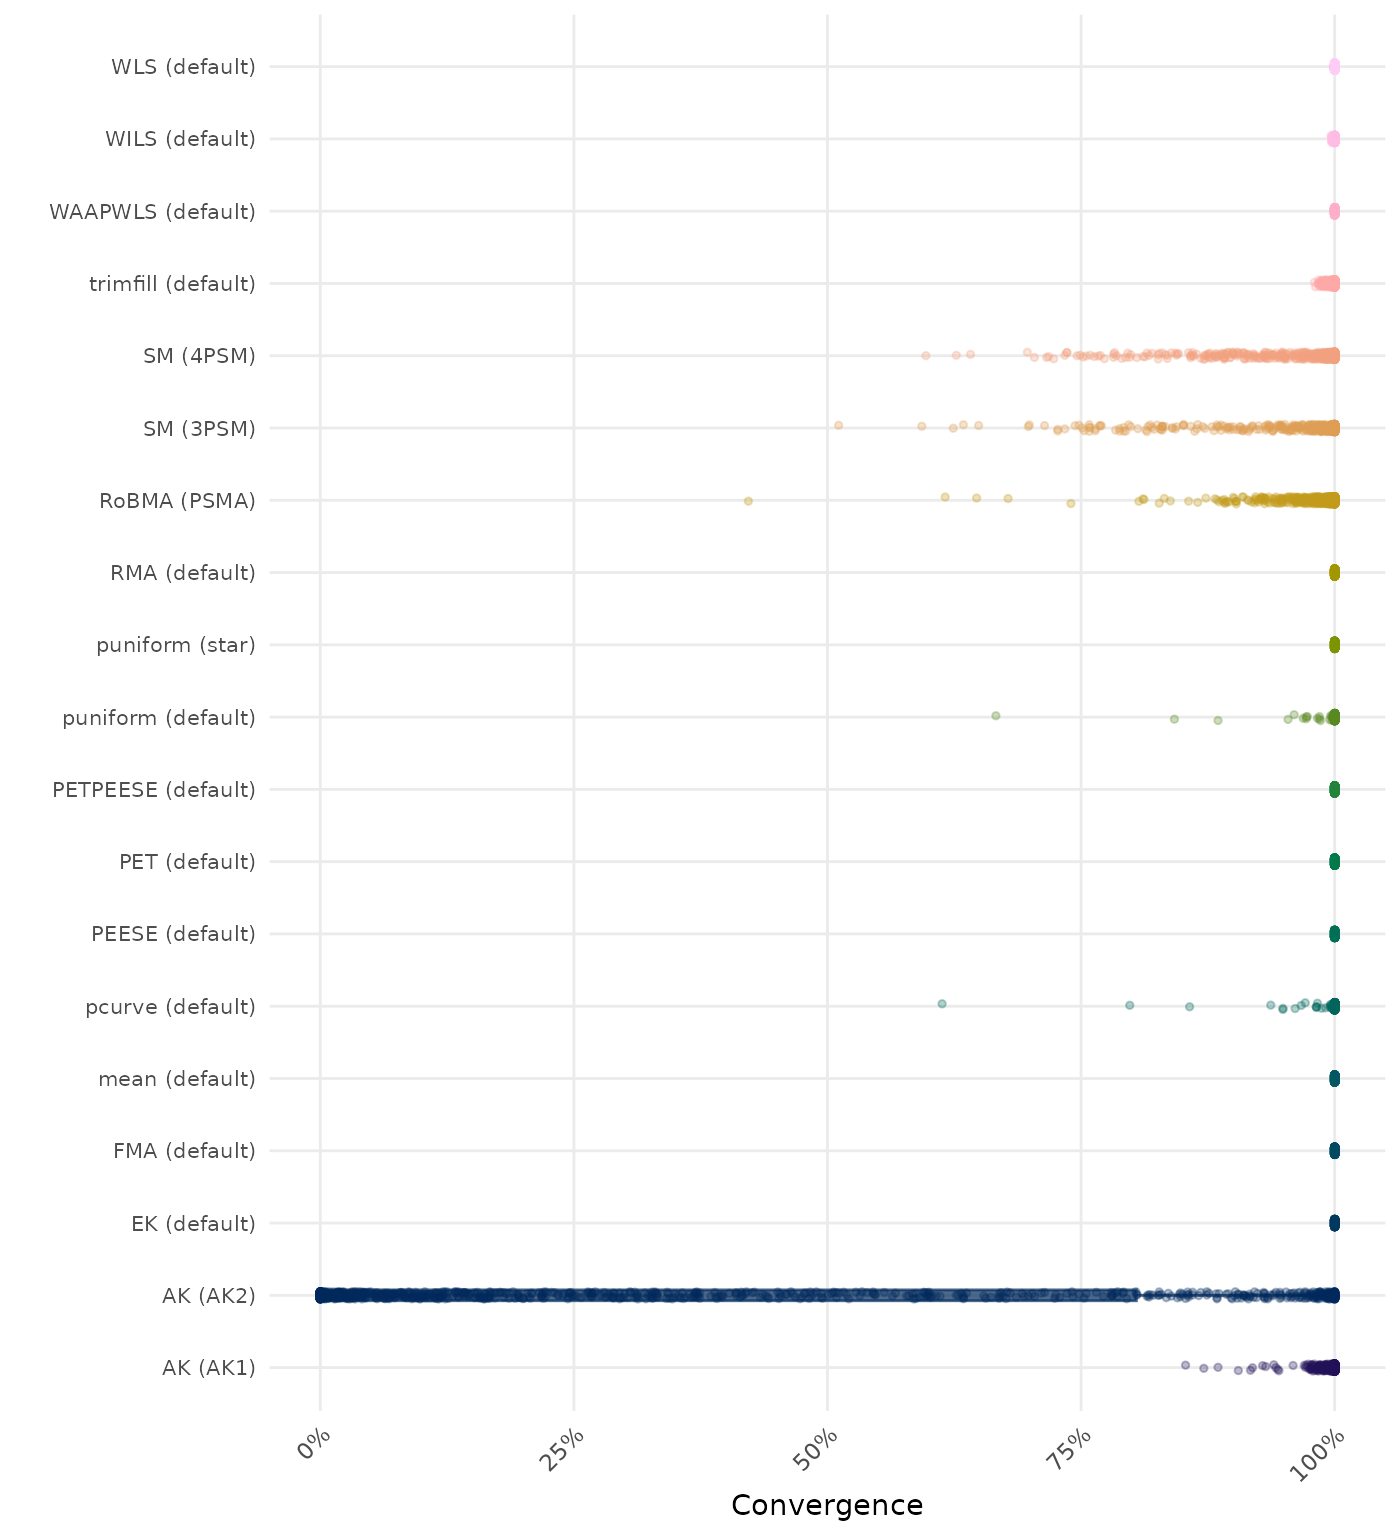 WLS (default)
WILS (default)
WAAPWLS (default)
trimfill (default)
SM (4PSM)
SM (3PSM)
RoBMA (PSMA)
RMA (default)
puniform (star)
puniform (default)
PETPEESE (default)
PET (default)
PEESE (default)
pcurve (default)
mean (default)
FMA (default)
EK (default)
AK (AK2)
AK (AK1)
0%
25%
50%
75%
100%
Convergence